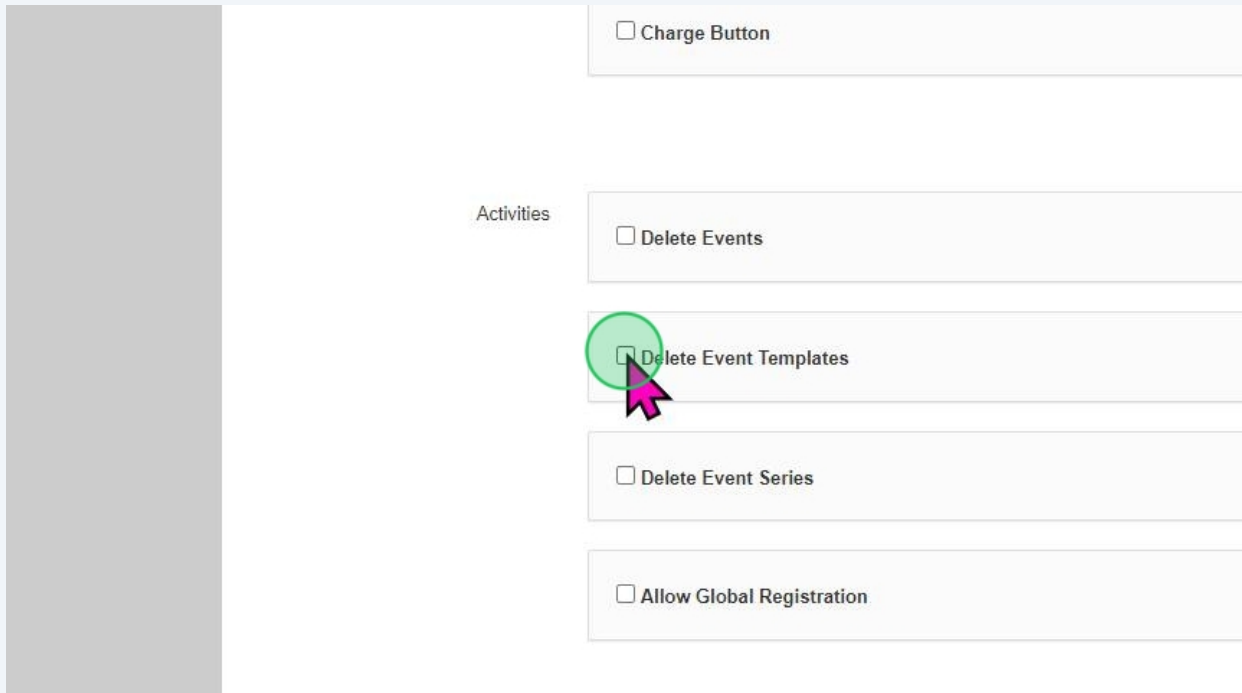 Charge Button
Activities
Delete Events
Delete Event Templates
Delete Event Series
Allow Global Registration